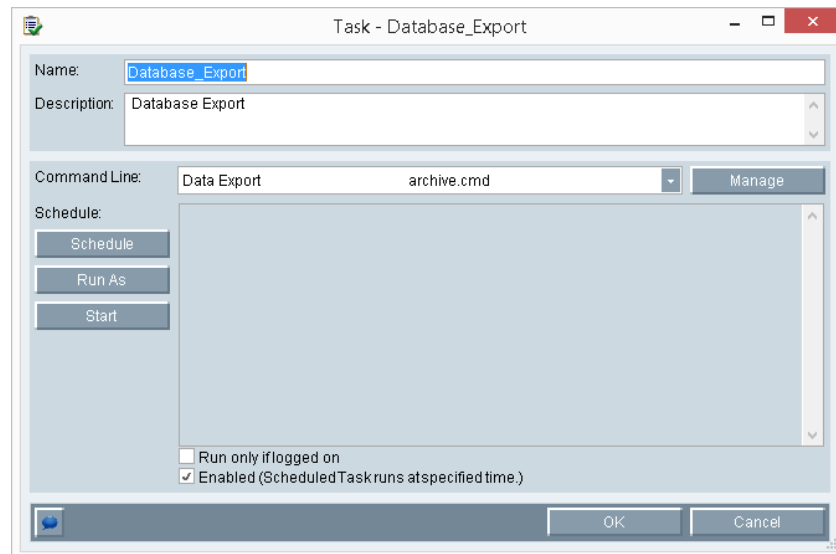 Task - Database_Export
Name: Database_Export
Description: Database Export
Command Line: Data Export archive.cmd Manage
Schedule:
Schedule
Run As
Start
Run only if logged on
Enabled (Scheduled Task runs at specified time.)
OK Cancel